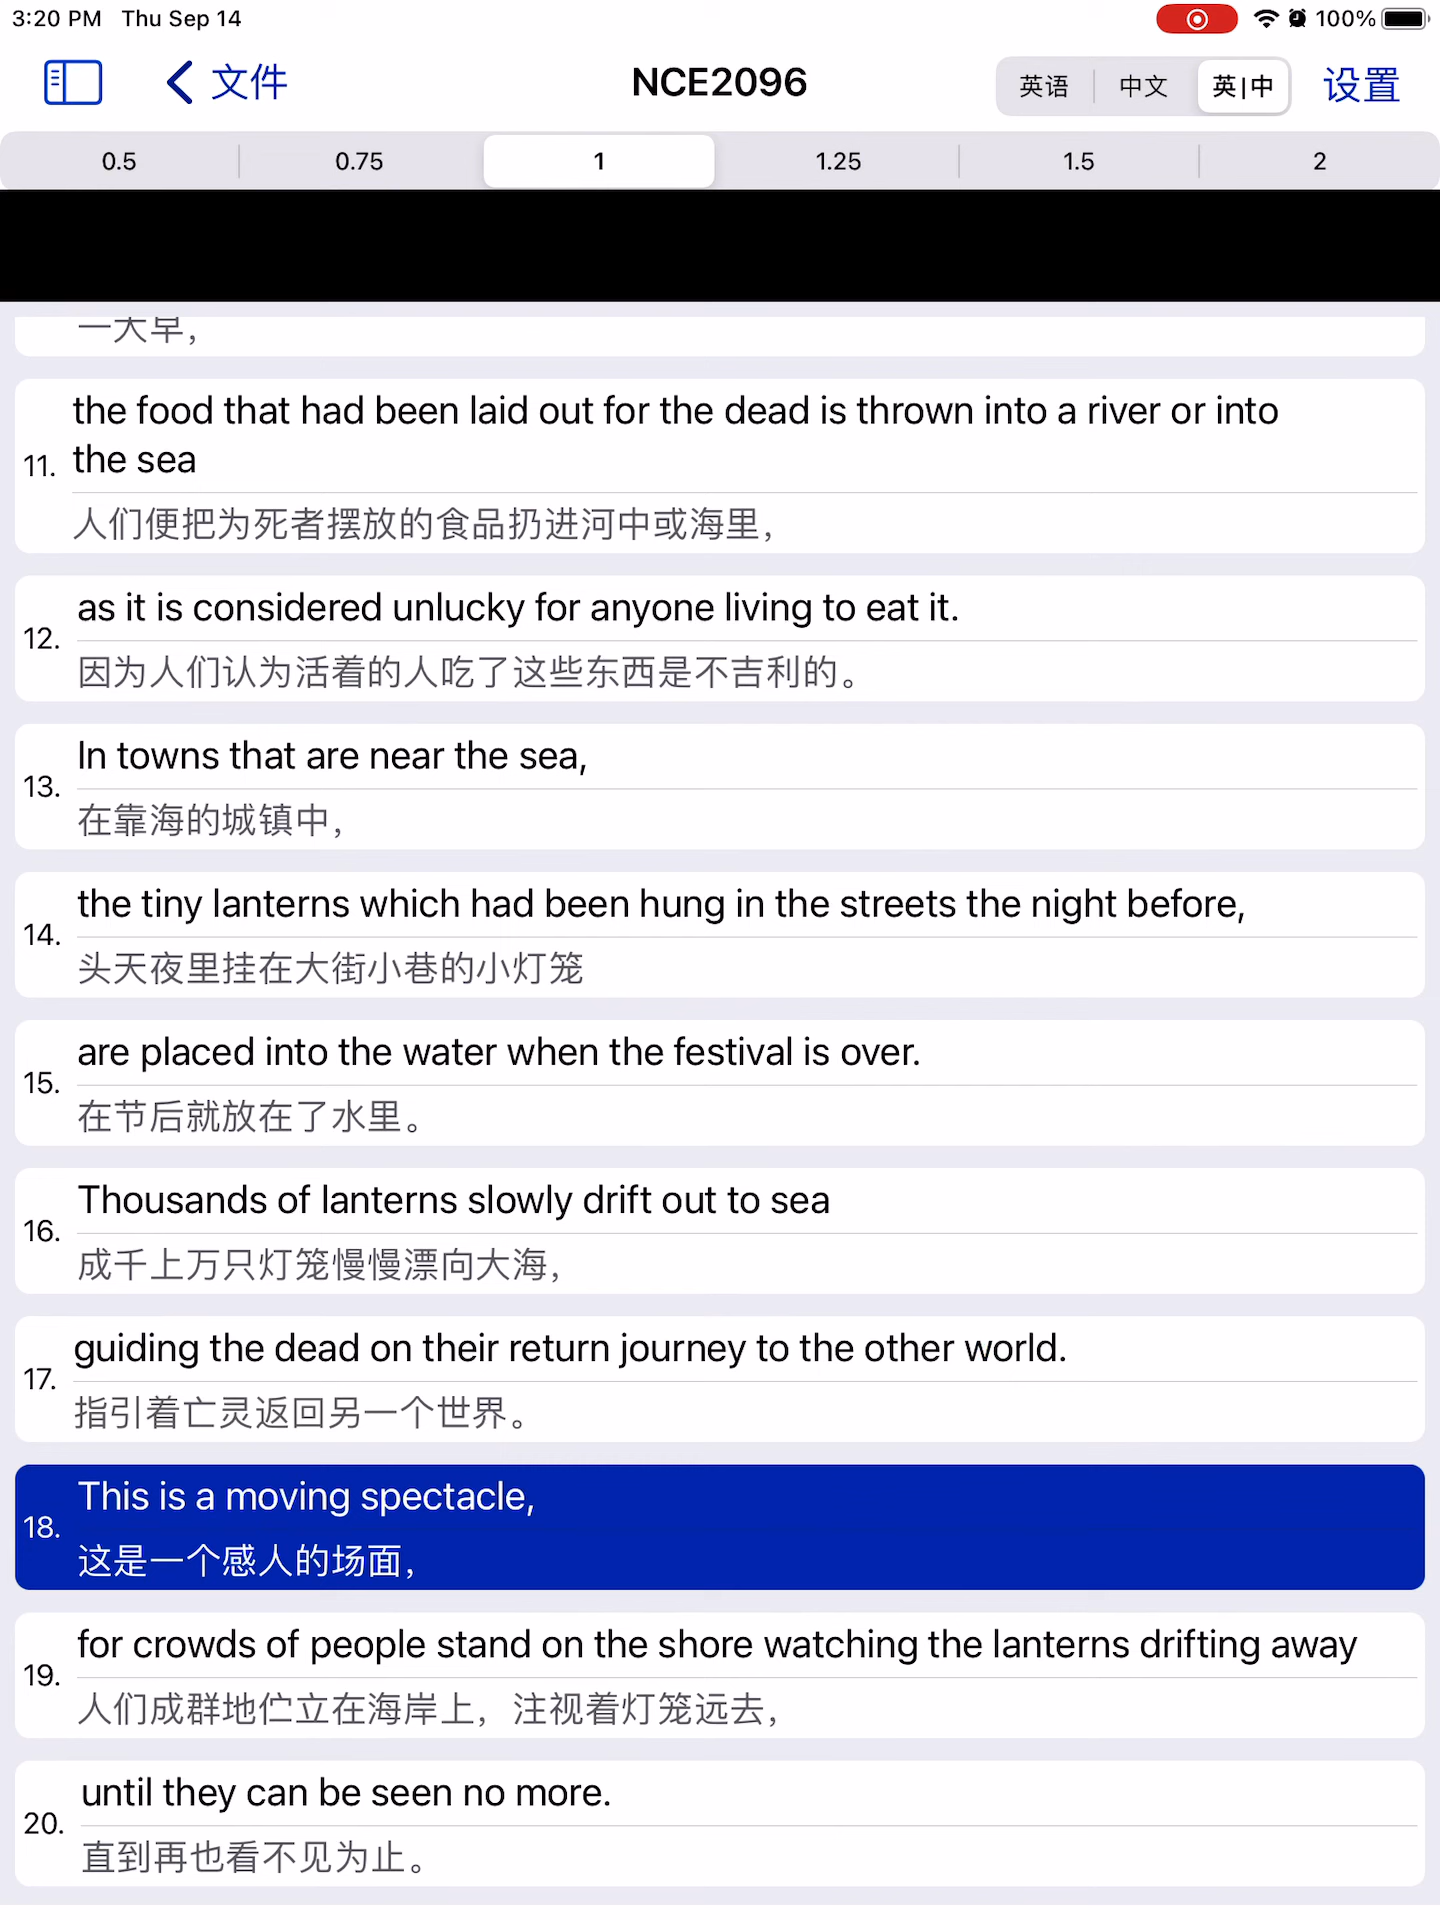 3:20 PM Thu Sep 14 100%
文件 NCE2096 英语 中文 英|中 设置
0.5 0.75 1 1.25 1.5 2
一大早，
11. the food that had been laid out for the dead is thrown into a river or into
the sea
人们便把为死者摆放的食品扔进河中或海里，
12. as it is considered unlucky for anyone living to eat it.
因为人们认为活着的人吃了这些东西是不吉利的。
13. In towns that are near the sea,
在靠海的城镇中，
14. the tiny lanterns which had been hung in the streets the night before,
头天夜里挂在大街小巷的小灯笼
15. are placed into the water when the festival is over.
在节后就放在了水里。
16. Thousands of lanterns slowly drift out to sea
成千上万只灯笼慢慢漂向大海，
17. guiding the dead on their return journey to the other world.
指引着亡灵返回另一个世界。
18. This is a moving spectacle,
这是一个感人的场面，
19. for crowds of people stand on the shore watching the lanterns drifting away
人们成群地伫立在海岸上，注视着灯笼远去，
20. until they can be seen no more.
直到再也看不见为止。